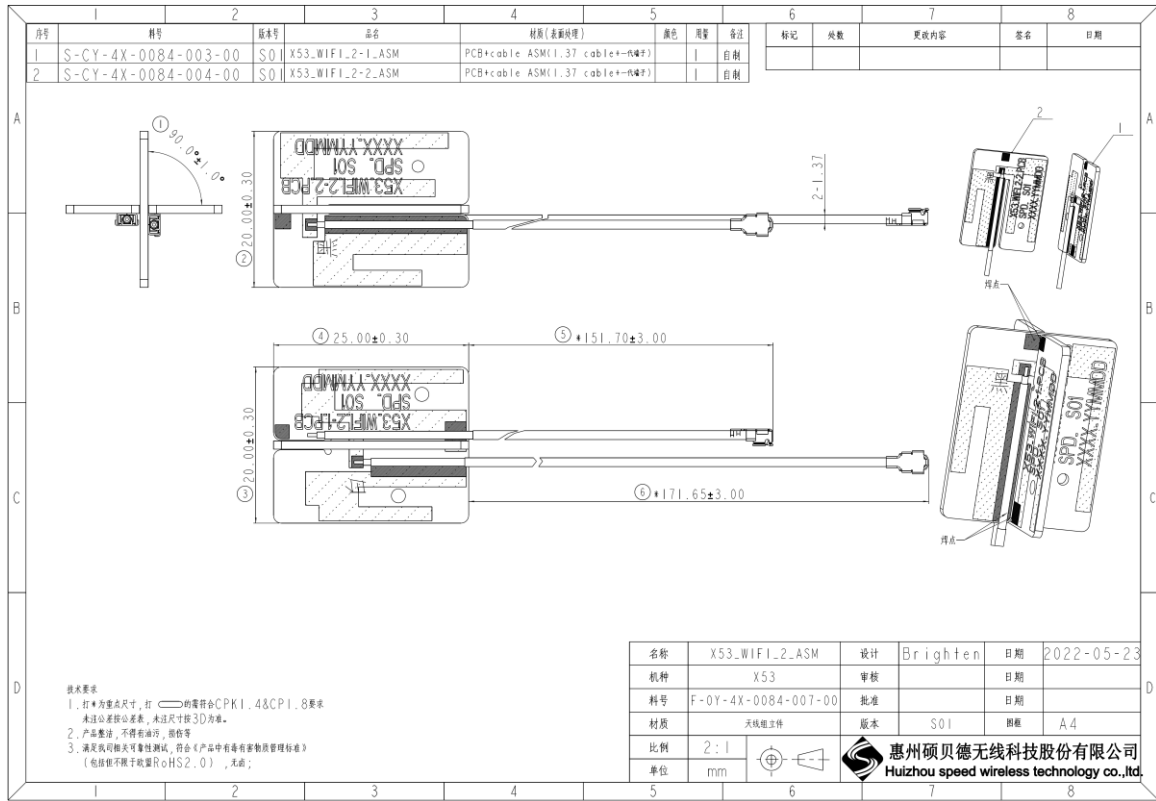 1 2 3 4 5 6 7 8
序号 料号 版本号 品名 材质(表面处理) 颜色 用量 备注
1 S-CY-4X-0084-003-00 S01 X53_WIFI_2-1_ASM PCB+cable ASM(1.37 cable+一代端子) 1 自制
2 S-CY-4X-0084-004-00 S01 X53_WIFI_2-2_ASM PCB+cable ASM(1.37 cable+一代端子) 1 自制
标记 处数 更改内容 签名 日期
A A
① 90.0°±1.0°
② 20.00±0.30
XXXX.YYMMDD
SPD. S01
X53_WIFI_2-2_PCB
2-1.37
2 1
X53_WIFI_2-2_PCB
SPD. S01
XXXX.YYMMDD
焊点
B B
④ 25.00±0.30
⑤ *151.70±3.00
③ 20.00±0.30
XXXX.YYMMDD
SPD. S01
X53_WIFI_2-1_PCB
⑥ *171.65±3.00
X53_WIFI_2-1_PCB
SPD. S01
XXXX.YYMMDD
SPD. S01
XXXX.YYMMDD
焊点
C C
D D
技术要求
1. 打*为重点尺寸, 打 的需符合CPK1.4&CP1.8要求
未注公差按公差表, 未注尺寸按3D为准。
2. 产品整洁, 不得有油污, 损伤等
3. 满足我司相关可靠性测试, 符合《产品中有毒有害物质管理标准》
(包括但不限于欧盟RoHS2.0), 无卤;
名称 X53_WIFI_2_ASM 设计 Brighten 日期 2022-05-23
机种 X53 审核 日期
料号 F-0Y-4X-0084-007-00 批准 日期
材质 天线组立件 版本 S01 图框 A4
比例 2:1
单位 mm
惠州硕贝德无线科技股份有限公司
Huizhou speed wireless technology co.,ltd.
1 2 3 4 5 6 7 8